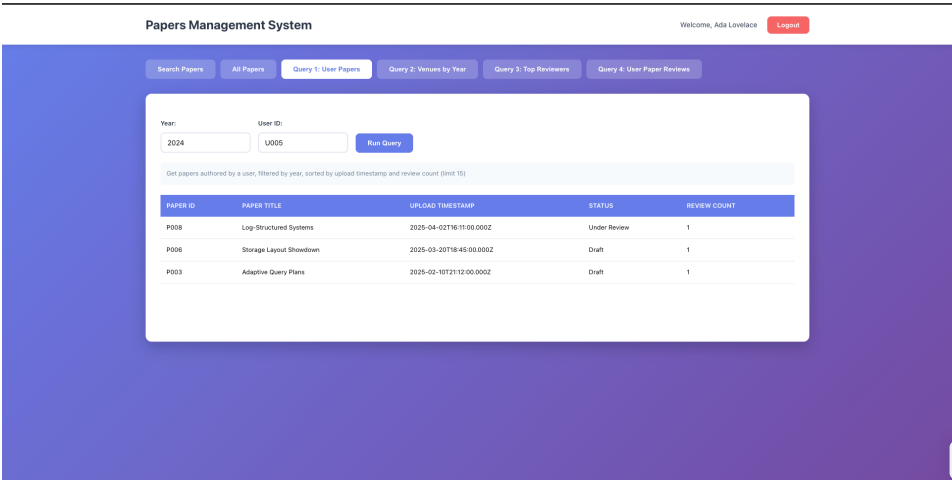 Papers Management System
Welcome, Ada Lovelace Logout
Search Papers All Papers Query 1: User Papers Query 2: Venues by Year Query 3: Top Reviewers Query 4: User Paper Reviews
Year: User ID:
2024 U005 Run Query
Get papers authored by a user, filtered by year, sorted by upload timestamp and review count (limit 15)
PAPER ID PAPER TITLE UPLOAD TIMESTAMP STATUS REVIEW COUNT
P008 Log-Structured Systems 2025-04-02T16:11:00.000Z Under Review 1
P006 Storage Layout Showdown 2025-03-20T18:45:00.000Z Draft 1
P003 Adaptive Query Plans 2025-02-10T21:12:00.000Z Draft 1